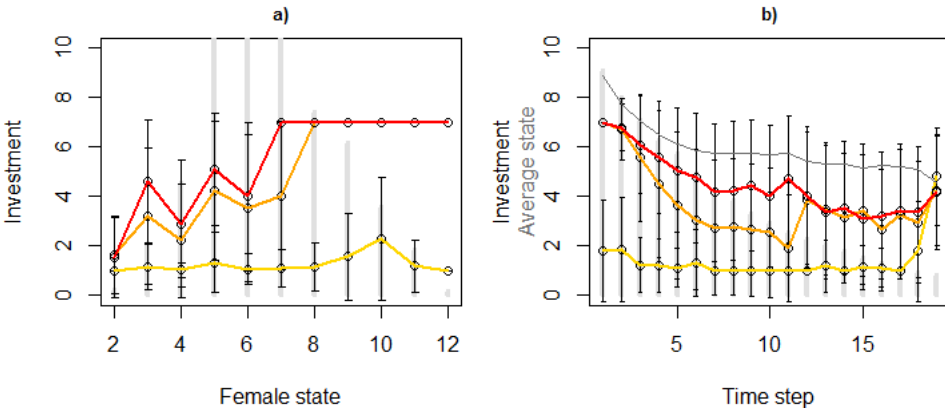 a)
Investment
10
8
6
4
2
0
2 4 6 8 10 12
Female state
b)
Investment
Average state
10
8
6
4
2
0
5 10 15
Time step